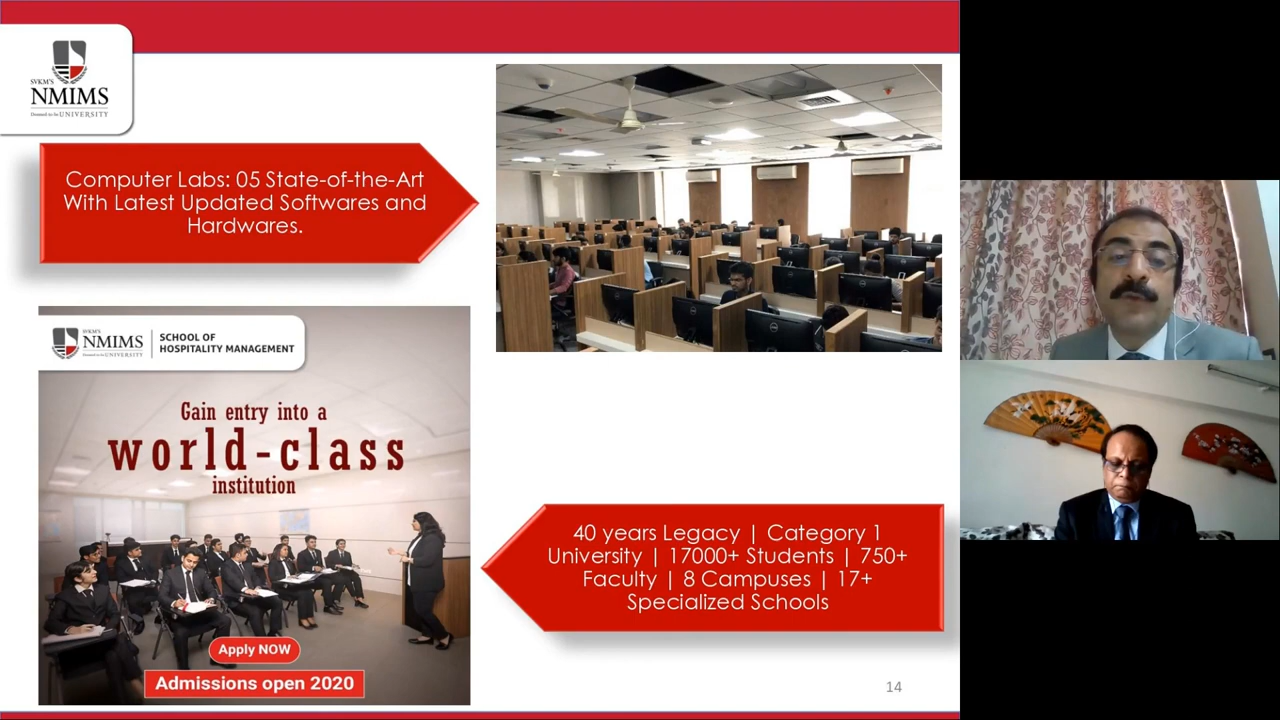 SVKM'S
NMIMS
Deemed to be UNIVERSITY
Computer Labs: 05 State-of-the-Art
With Latest Updated Softwares and
Hardwares.
SVKM'S
NMIMS
Deemed to be UNIVERSITY
SCHOOL OF
HOSPITALITY MANAGEMENT
Gain entry into a
world-class
institution
Apply NOW
Admissions open 2020
40 years Legacy | Category 1
University | 17000+ Students | 750+
Faculty | 8 Campuses | 17+
Specialized Schools
14